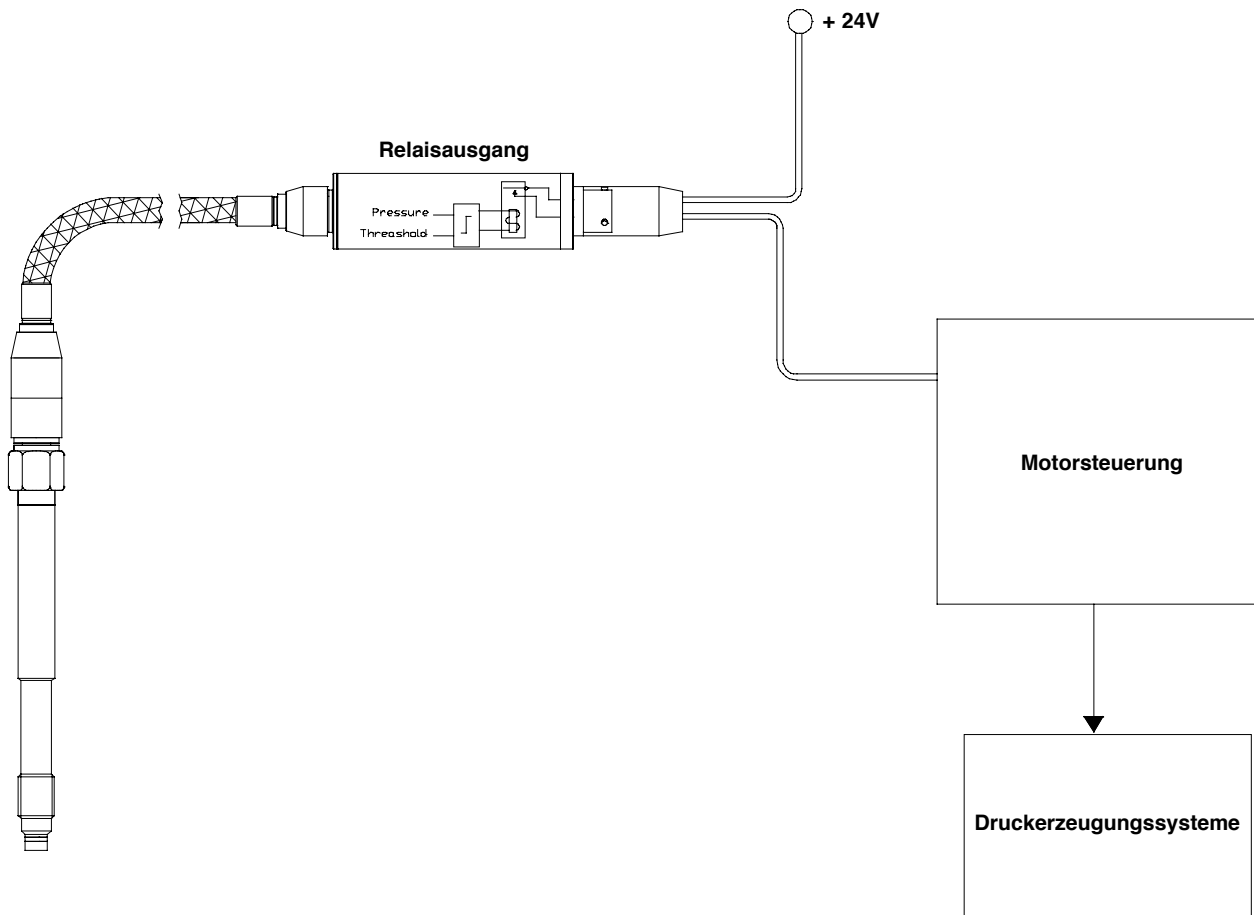 + 24V
Relaisausgang
Pressure
Threashold
Motorsteuerung
Druckerzeugungssysteme